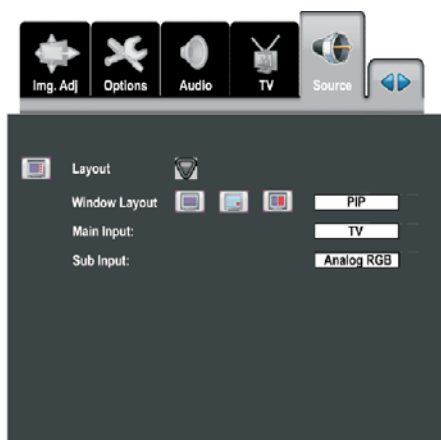 Img. Adj Options Audio TV Source
Layout
Window Layout PIP
Main Input: TV
Sub Input: Analog RGB